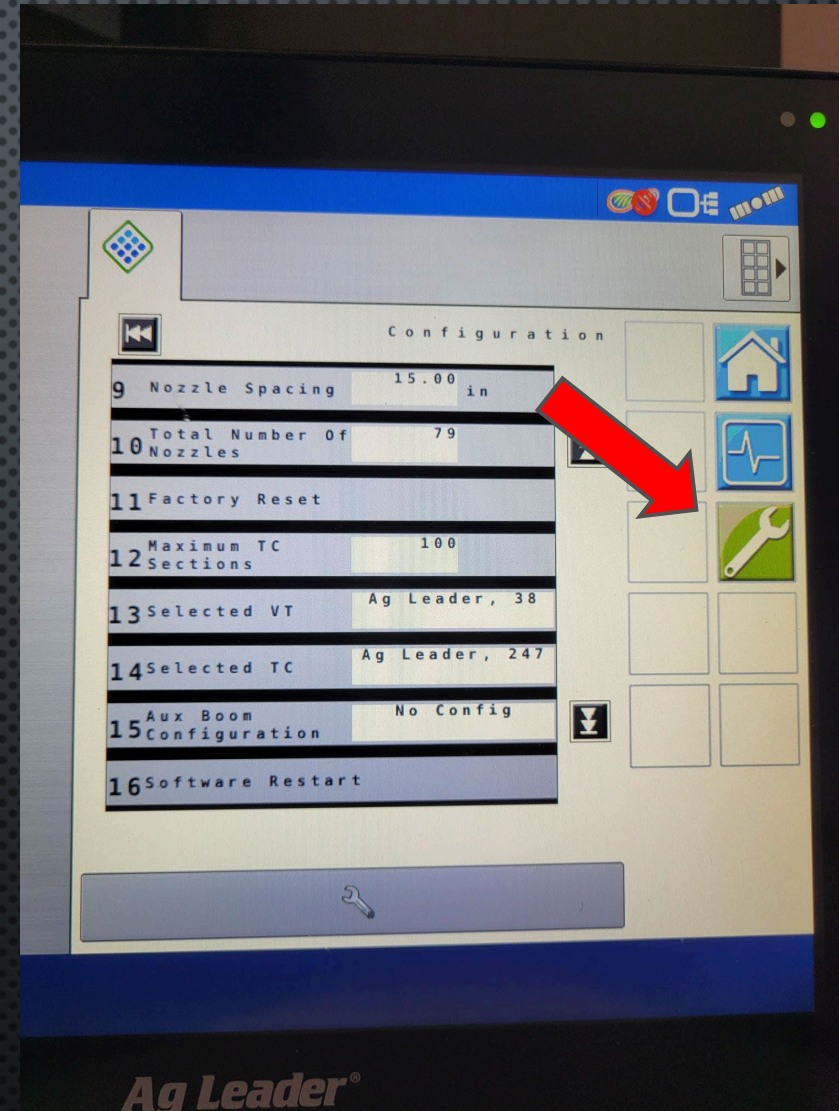 Configuration
9 Nozzle Spacing 15.00 in
10 Total Number Of 79
Nozzles
11 Factory Reset
12 Maximum TC 100
Sections
13 Selected VT Ag Leader, 38
14 Selected TC Ag Leader, 247
15 Aux Boom No Config
Configuration
16 Software Restart
Ag Leader®